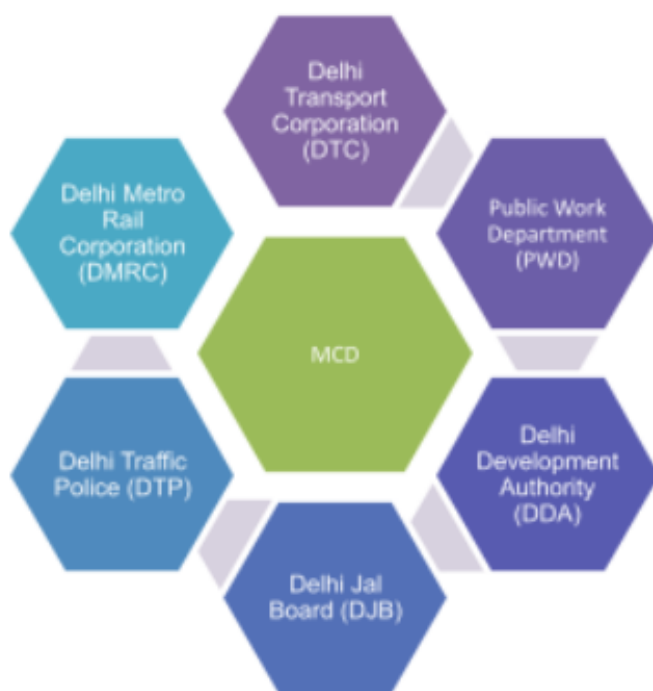 Delhi
Transport
Corporation
(DTC)
Public Work
Department
(PWD)
Delhi
Development
Authority
(DDA)
Delhi Jal
Board (DJB)
Delhi Traffic
Police (DTP)
Delhi Metro
Rail
Corporation
(DMRC)
MCD